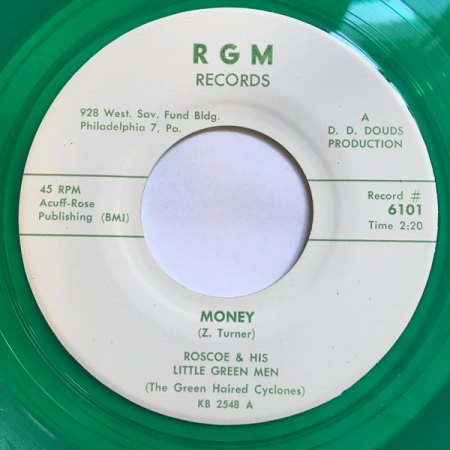 R G M
RECORDS
928 West. Sav. Fund Bldg.
Philadelphia 7, Pa.
A
D. D. DOUDS
PRODUCTION
45 RPM
Acuff-Rose
Publishing (BMI)
Record #
6101
Time 2:20
MONEY
(Z. Turner)
ROSCOE & HIS
LITTLE GREEN MEN
(The Green Haired Cyclones)
KB 2548 A